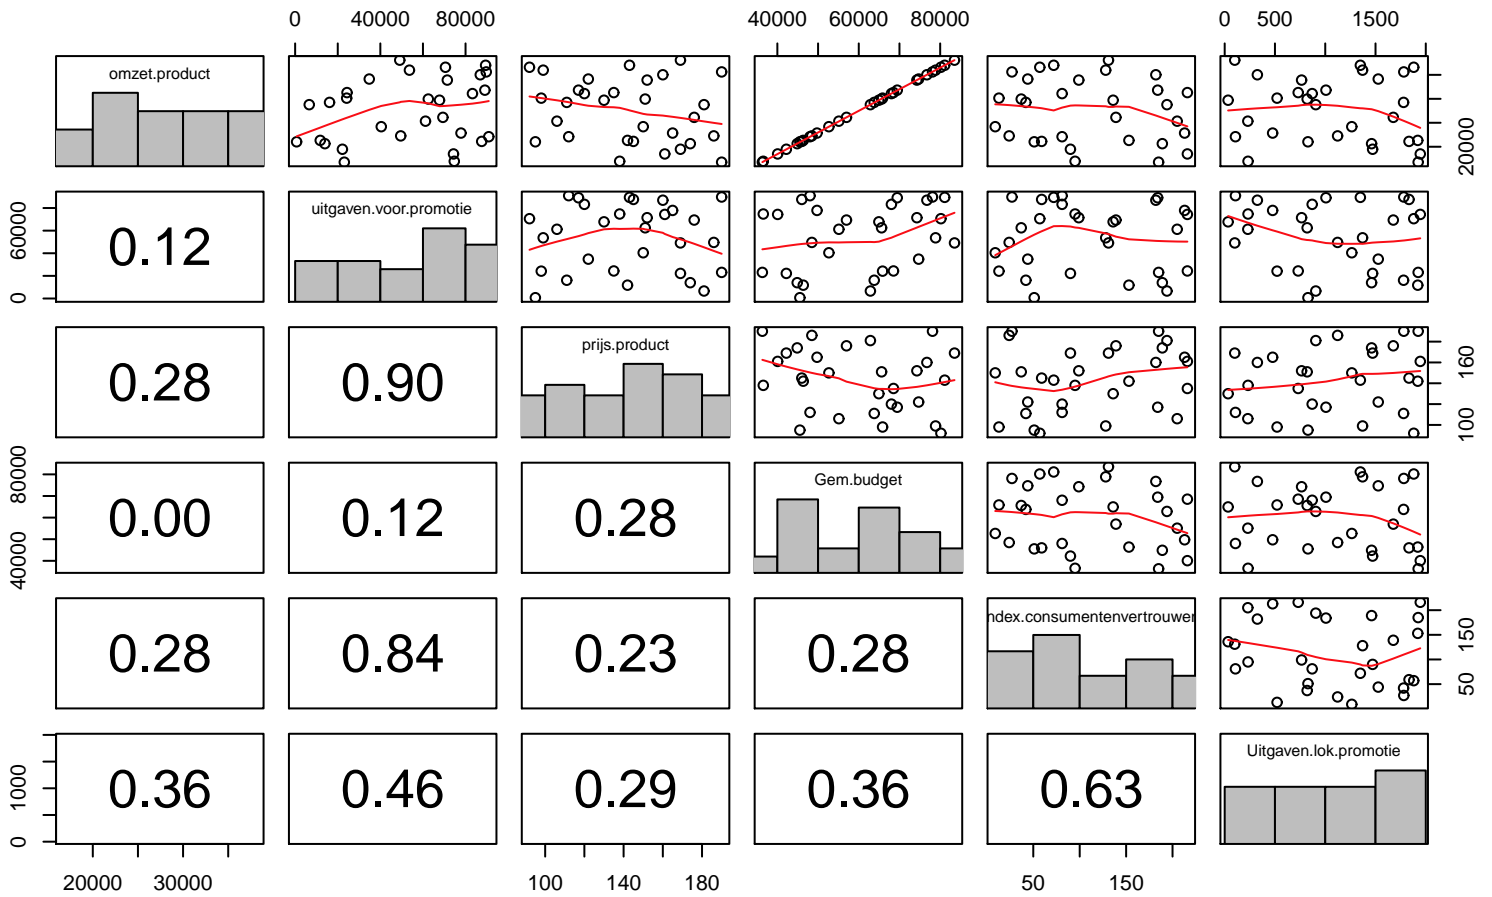 0 40000 80000 40000 60000 80000 0 500 1500
omzet.product
20000
uitgaven.voor.promotie
0 60000
0.12
prijs.product
100 160
0.28 0.90
Gem.budget
40000 80000
0.00 0.12 0.28
ndex.consumentenvertrouwer
50 150
0.28 0.84 0.23 0.28
Uitgaven.lok.promotie
0 1000
0.36 0.46 0.29 0.36 0.63
20000 30000 100 140 180 50 150